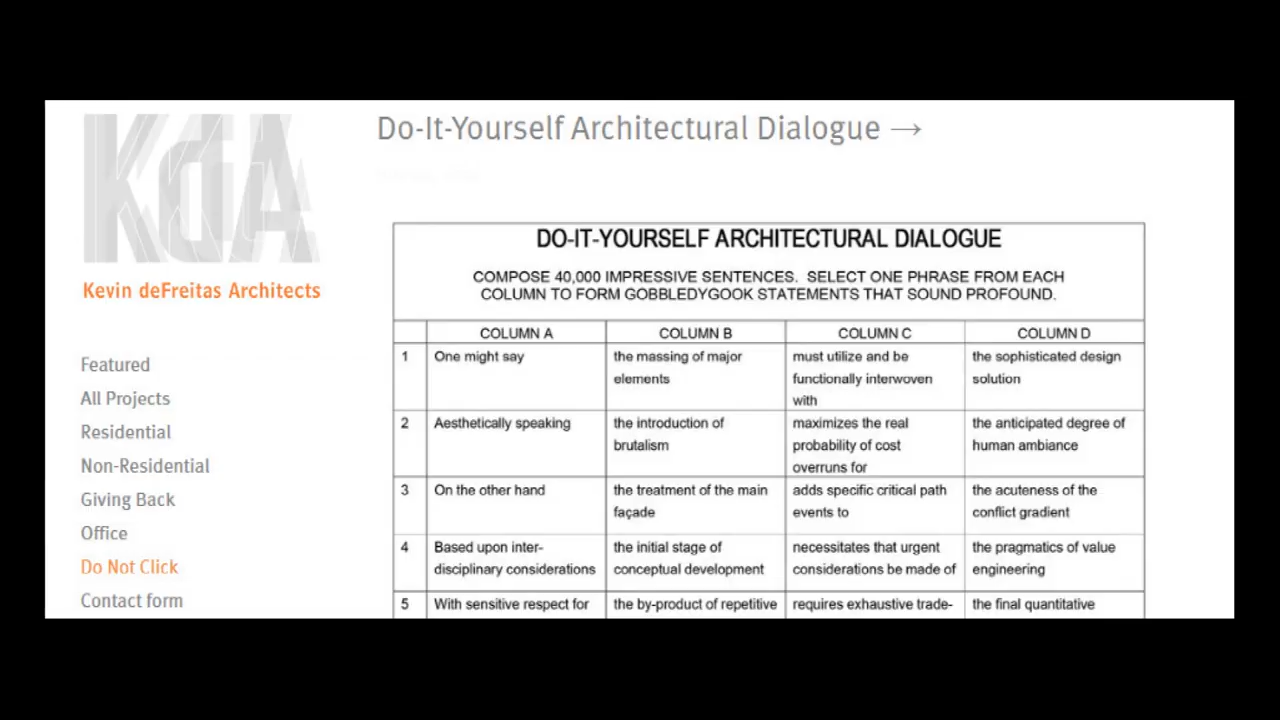 KdA
Do-It-Yourself Architectural Dialogue →
Kevin deFreitas Architects
Featured
All Projects
Residential
Non-Residential
Giving Back
Office
Do Not Click
Contact form
DO-IT-YOURSELF ARCHITECTURAL DIALOGUE
COMPOSE 40,000 IMPRESSIVE SENTENCES. SELECT ONE PHRASE FROM EACH
COLUMN TO FORM GOBBLEDYGOOK STATEMENTS THAT SOUND PROFOUND.
COLUMN A COLUMN B COLUMN C COLUMN D
1 One might say the massing of major must utilize and be the sophisticated design
elements functionally interwoven solution
with
2 Aesthetically speaking the introduction of maximizes the real the anticipated degree of
brutalism probability of cost human ambiance
overruns for
3 On the other hand the treatment of the main adds specific critical path the acuteness of the
façade events to conflict gradient
4 Based upon inter- the initial stage of necessitates that urgent the pragmatics of value
disciplinary considerations conceptual development considerations be made of engineering
5 With sensitive respect for the by-product of repetitive requires exhaustive trade- the final quantitative